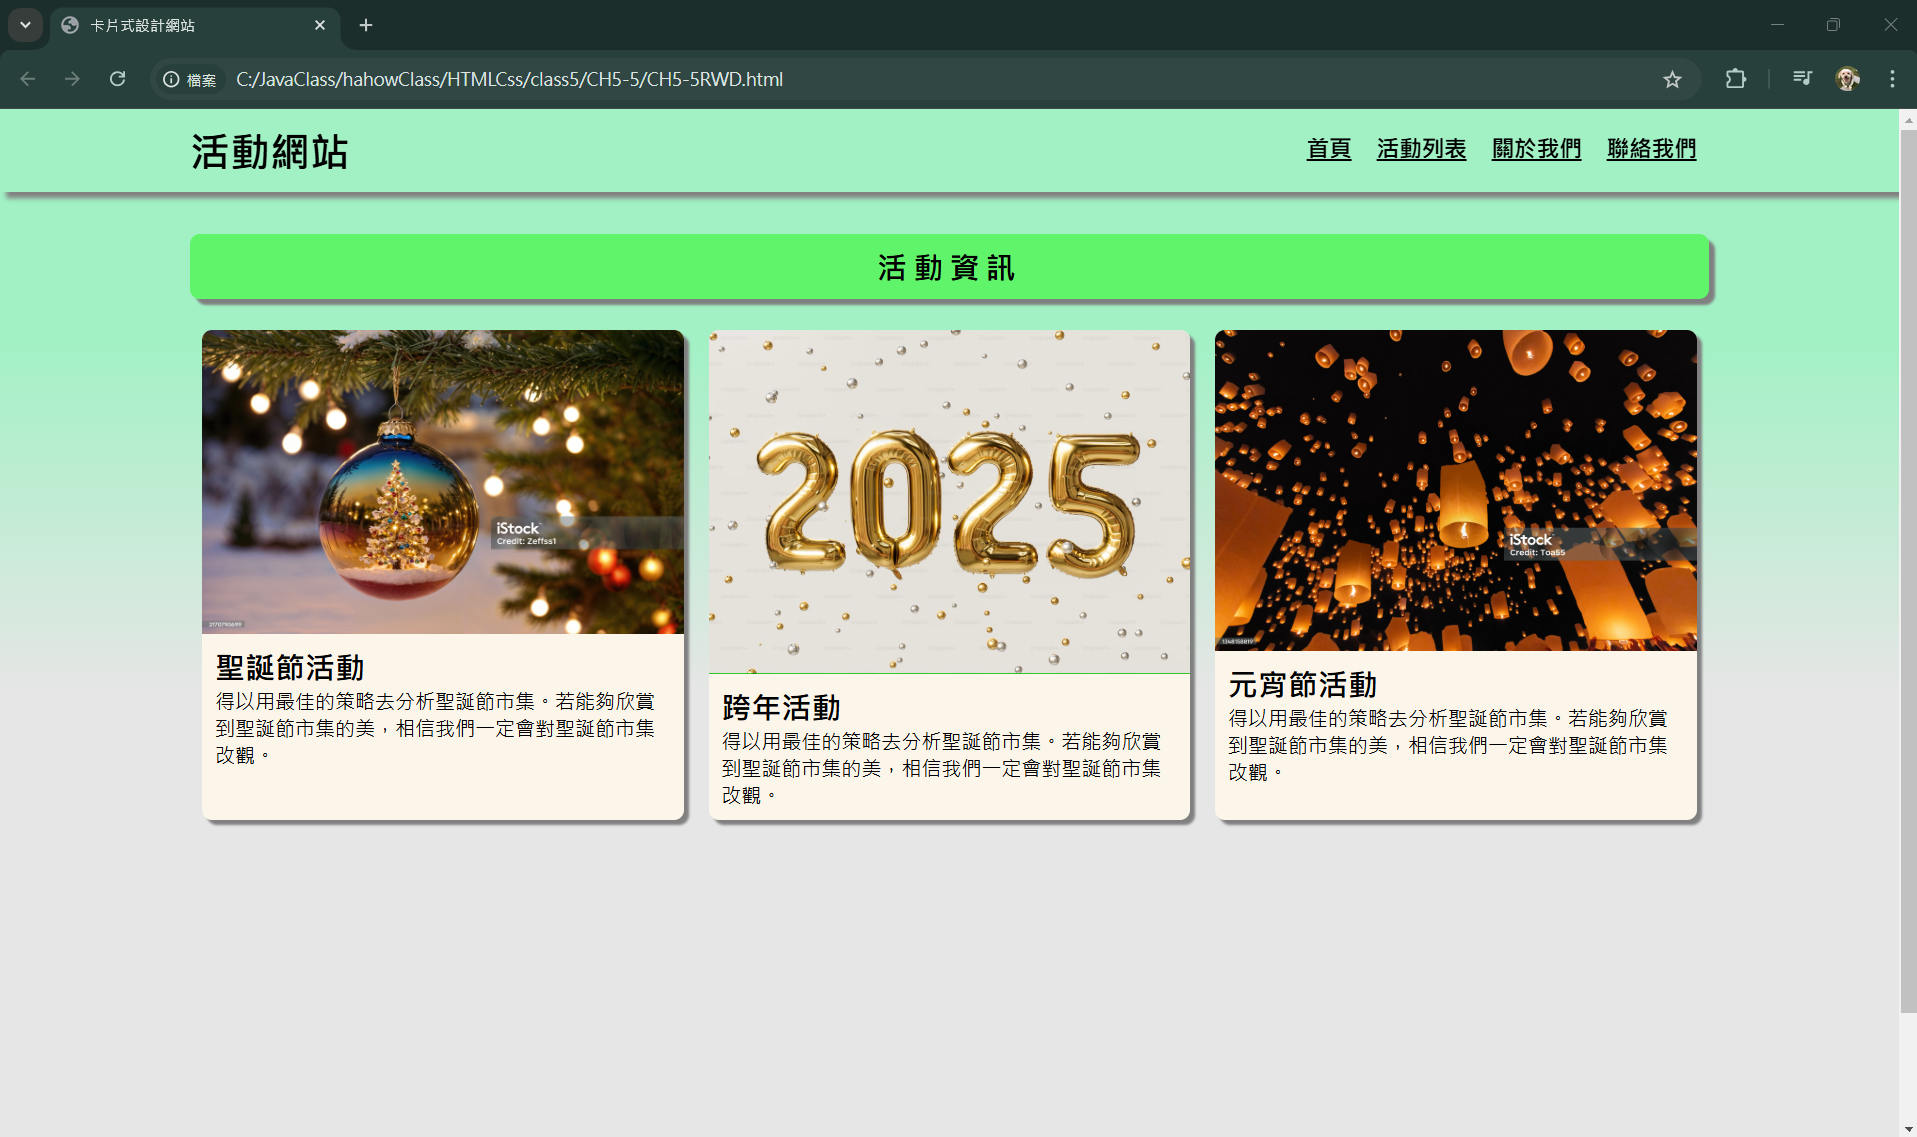 卡片式設計網站
檔案
C:/JavaClass/hahowClass/HTMLCss/class5/CH5-5/CH5-5RWD.html
活動網站
首頁 活動列表 關於我們 聯絡我們
活動資訊
iStock
Credit: Zeffss1
2170790699
聖誕節活動
得以用最佳的策略去分析聖誕節市集。若能夠欣賞
到聖誕節市集的美，相信我們一定會對聖誕節市集
改觀。
2025
跨年活動
得以用最佳的策略去分析聖誕節市集。若能夠欣賞
到聖誕節市集的美，相信我們一定會對聖誕節市集
改觀。
iStock
Credit: Toa55
1348158819
元宵節活動
得以用最佳的策略去分析聖誕節市集。若能夠欣賞
到聖誕節市集的美，相信我們一定會對聖誕節市集
改觀。